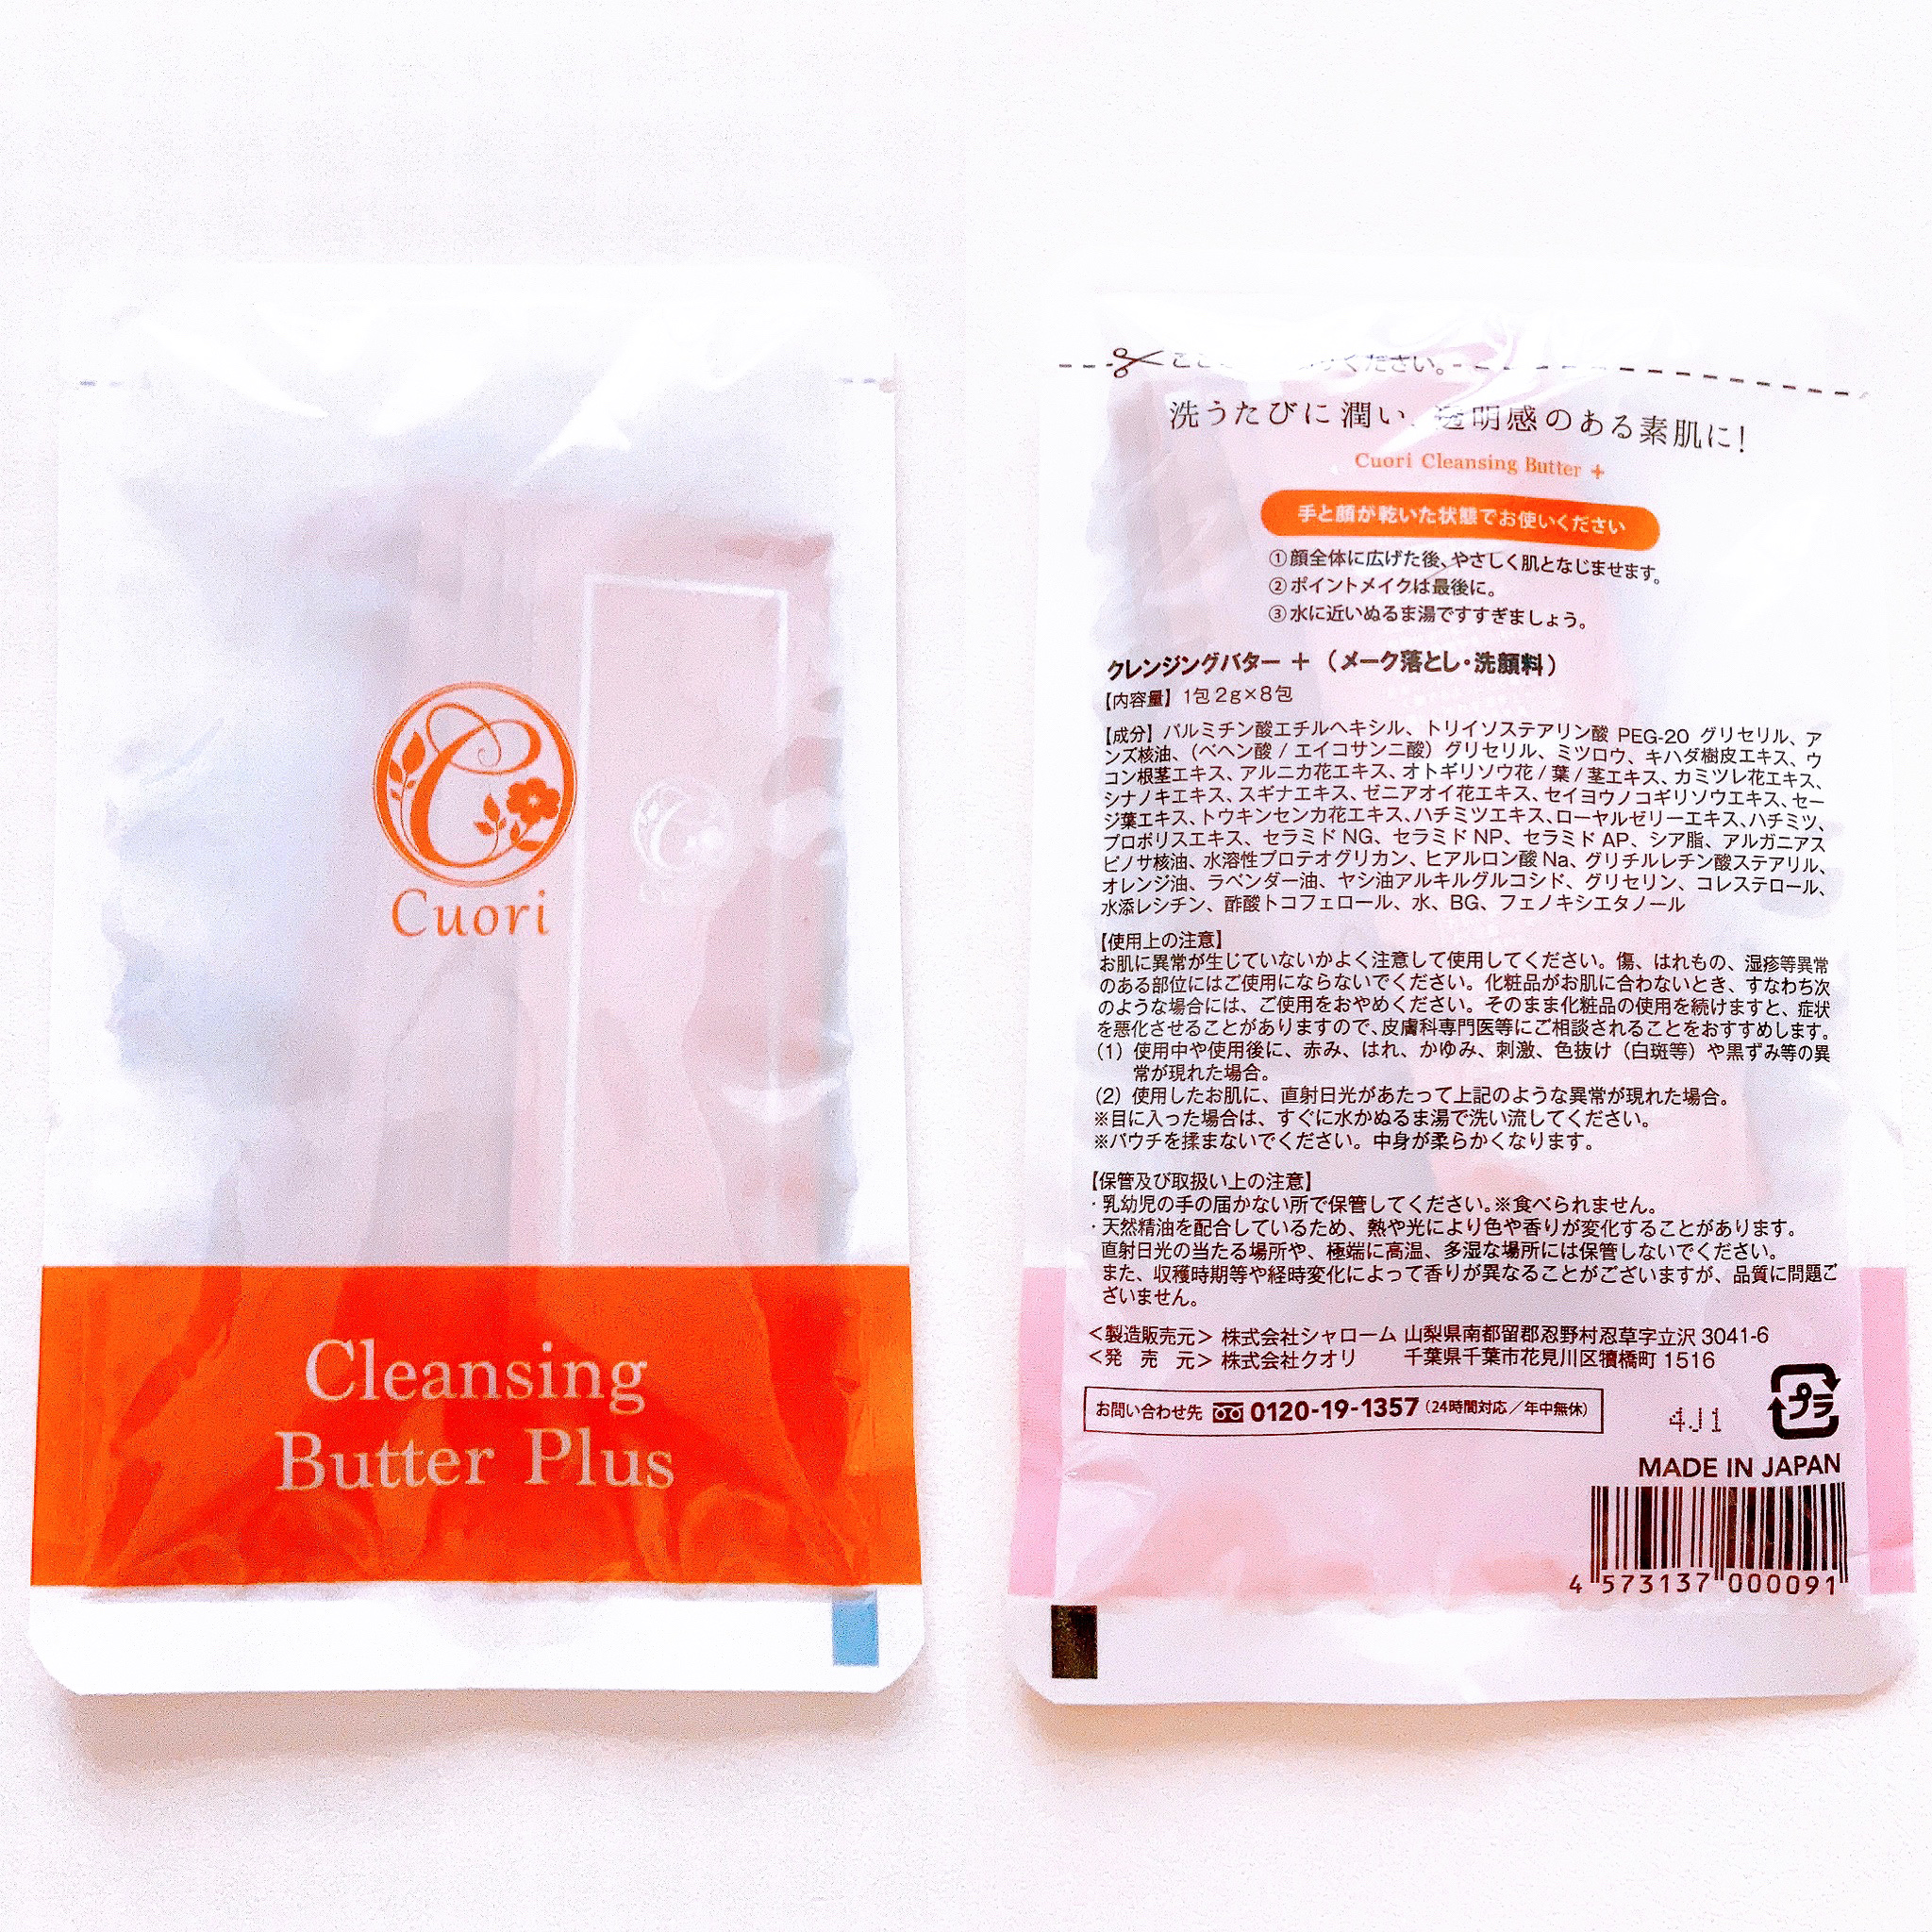 Cuori
Cleansing
Butter Plus
ください。
洗うたびに潤い、透明感のある素肌に!
Cuori Cleansing Butter +
手と顔が乾いた状態でお使いください
①顔全体に広げた後、やさしく肌となじませます。
②ポイントメイクは最後に。
③水に近いぬるま湯ですすぎましょう。
クレンジングバター + (メーク落とし・洗顔料)
【内容量】1包2g×8包
【成分】パルミチン酸エチルヘキシル、トリイソステアリン酸 PEG-20 グリセリル、ア
ンズ核油、(ベヘン酸 / エイコサン二酸) グリセリル、ミツロウ、キハダ樹皮エキス、ウ
コン根茎エキス、アルニカ花エキス、オトギリソウ花 / 葉 / 茎エキス、カミツレ花エキス、
シナノキエキス、スギナエキス、ゼニアオイ花エキス、セイヨウノコギリソウエキス、セー
ジ葉エキス、トウキンセンカ花エキス、ハチミツエキス、ローヤルゼリーエキス、ハチミツ、
プロポリスエキス、セラミド NG、セラミド NP、セラミド AP、シア脂、アルガニアス
ピノサ核油、水溶性プロテオグリカン、ヒアルロン酸 Na、グリチルレチン酸ステアリル、
オレンジ油、ラベンダー油、ヤシ油アルキルグルコシド、グリセリン、コレステロール、
水添レシチン、酢酸トコフェロール、水、BG、フェノキシエタノール
【使用上の注意】
お肌に異常が生じていないかよく注意して使用してください。傷、はれもの、湿疹等異常
のある部位にはご使用にならないでください。化粧品がお肌に合わないとき、すなわち次
のような場合には、ご使用をおやめください。そのまま化粧品の使用を続けますと、症状
を悪化させることがありますので、皮膚科専門医等にご相談されることをおすすめします。
(1) 使用中や使用後に、赤み、はれ、かゆみ、刺激、色抜け (白斑等) や黒ずみ等の異
常が現れた場合。
(2) 使用したお肌に、直射日光があたって上記のような異常が現れた場合。
※目に入った場合は、すぐに水かぬるま湯で洗い流してください。
※パウチを揉まないでください。中身が柔らかくなります。
【保管及び取扱い上の注意】
・乳幼児の手の届かない所で保管してください。※食べられません。
・天然精油を配合しているため、熱や光により色や香りが変化することがあります。
直射日光の当たる場所や、極端に高温、多湿な場所には保管しないでください。
また、収穫時期等や経時変化によって香りが異なることがございますが、品質に問題ご
ざいません。
<製造販売元> 株式会社シャローム 山梨県南都留郡忍野村忍草字立沢 3041-6
<発 売 元> 株式会社クオリ 千葉県千葉市花見川区犢橋町 1516
お問い合わせ先 0120-19-1357 (24時間対応/年中無休)
4J1
プラ
MADE IN JAPAN
4 573137 000091